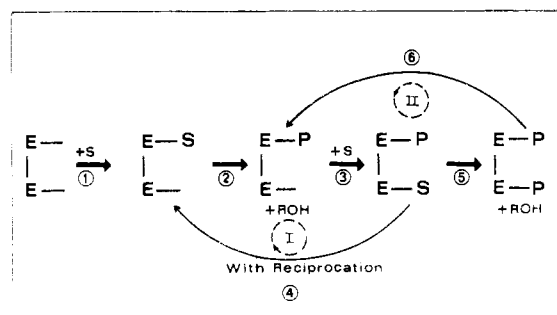 ⑥
II
E — +S E — S E — P +S E — P E — P
① ② ③ ⑤
E — E — E — E — S E — P
+ROH +ROH
I
With Reciprocation
④